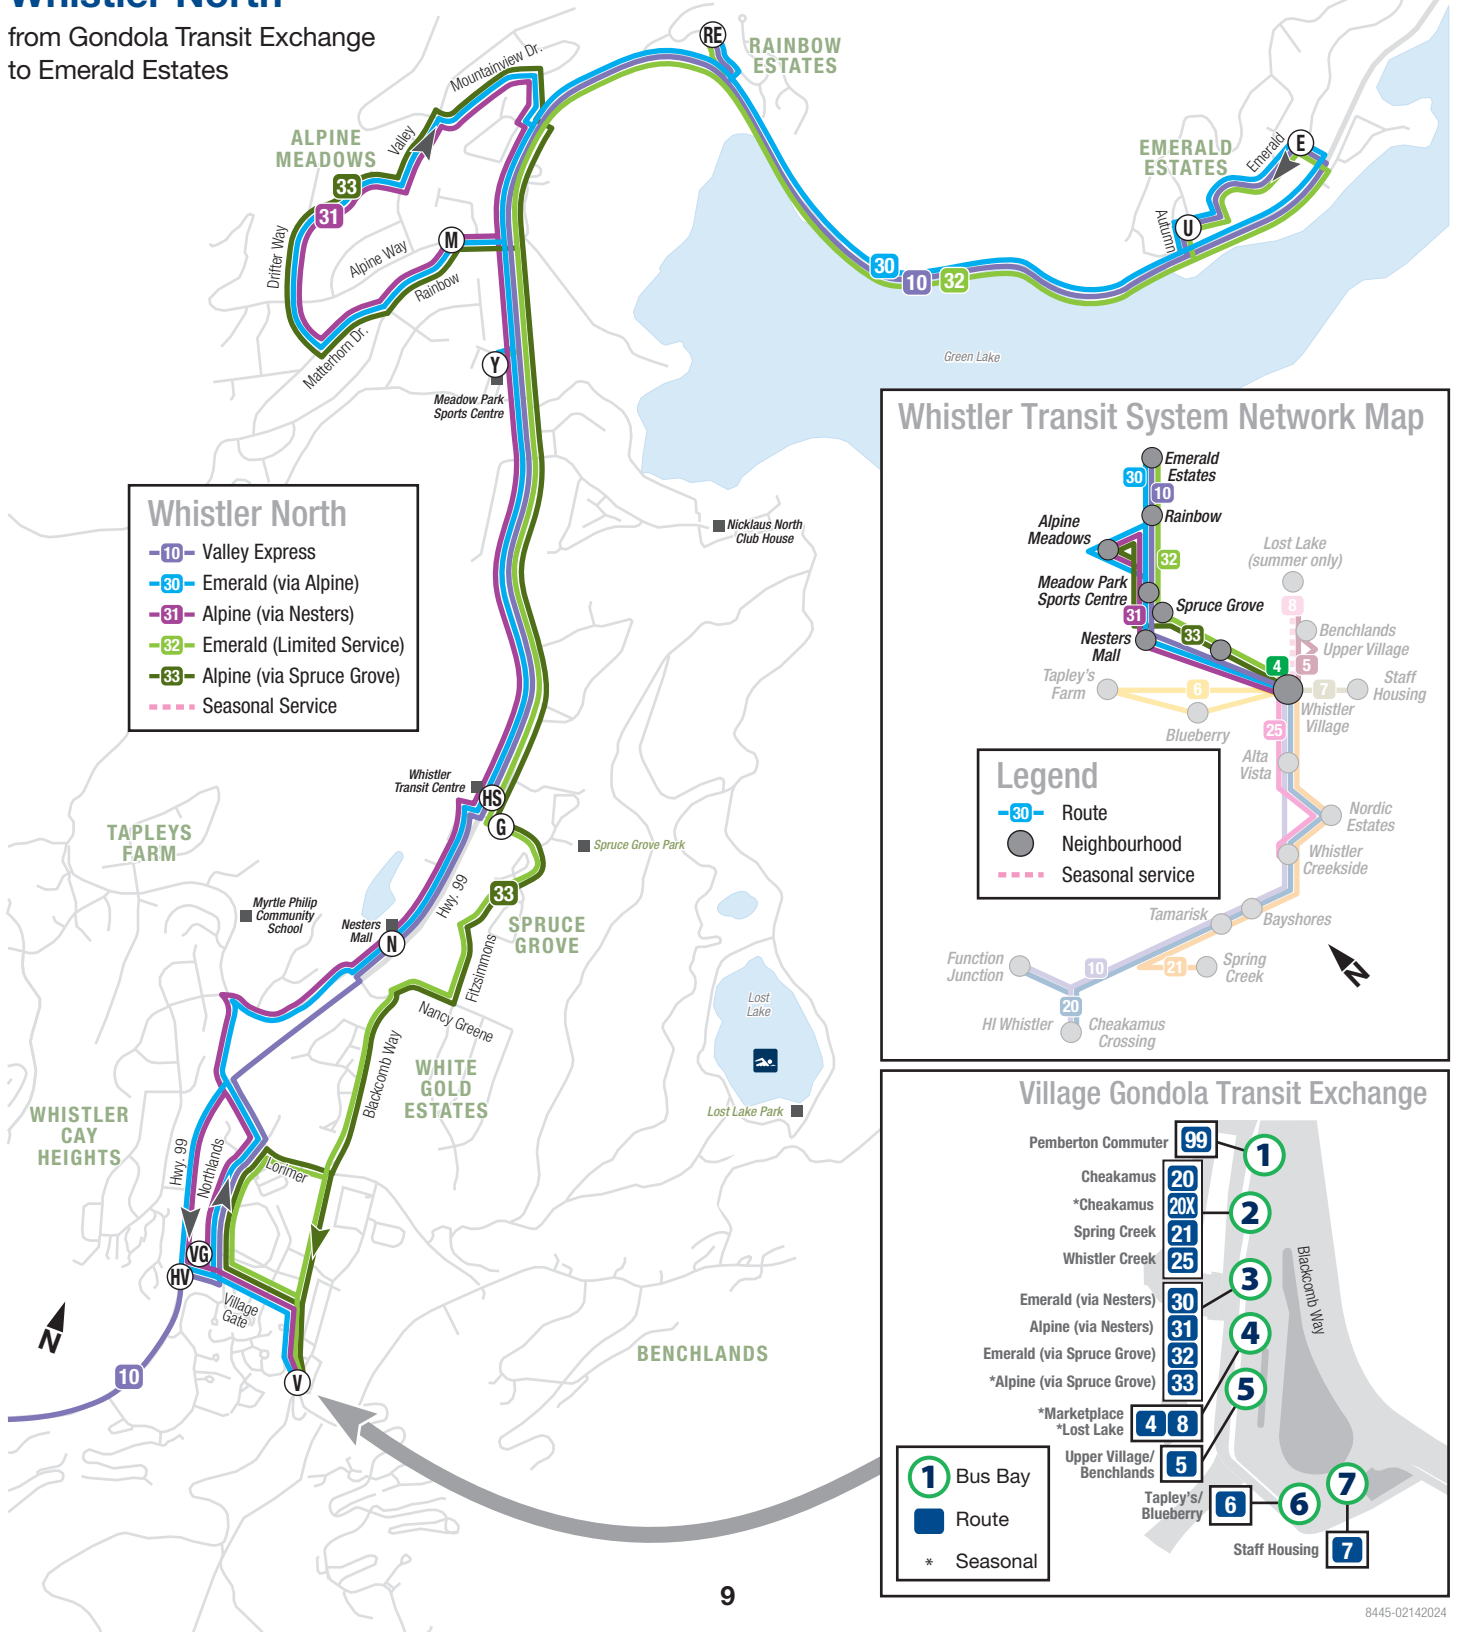 Whistler North
from Gondola Transit Exchange
to Emerald Estates
RE
RAINBOW
ESTATES
Mountainview Dr.
Valley
ALPINE
MEADOWS
33
31
Drifter Way
Alpine Way
M
Rainbow
Matterhorn Dr.
EMERALD
ESTATES
Emerald
E
Autumn
U
30
10
32
Green Lake
Y
Meadow Park
Sports Centre
Whistler North
10 Valley Express
30 Emerald (via Alpine)
31 Alpine (via Nesters)
32 Emerald (Limited Service)
33 Alpine (via Spruce Grove)
Seasonal Service
Nicklaus North
Club House
Whistler
Transit Centre
HS
G
TAPLEYS
FARM
Spruce Grove Park
Hwy. 99
33
SPRUCE
GROVE
Myrtle Philip
Community
School
Nesters
Mall
N
Fitzsimmons
Nancy Greene
Lost
Lake
Blackcomb Way
WHITE
GOLD
ESTATES
Lost Lake Park
WHISTLER
CAY
HEIGHTS
Hwy. 99
Northlands
Lorimer
VG
HV
Village
Gate
N
10
V
BENCHLANDS
Whistler Transit System Network Map
Emerald
Estates
30
10
Rainbow
Alpine
Meadows
32
Lost Lake
(summer only)
Meadow Park
Sports Centre
8
31
Spruce Grove
33
Nesters
Mall
Benchlands
Upper Village
4
5
Tapley's
Farm
6
7
Staff
Housing
Whistler
Village
Blueberry
25
Alta
Vista
Legend
30 Route
Neighbourhood
Seasonal service
Nordic
Estates
Whistler
Creekside
Tamarisk
Bayshores
Function
Junction
10
21
Spring
Creek
N
20
HI Whistler
Cheakamus
Crossing
Village Gondola Transit Exchange
Pemberton Commuter 99
1
Cheakamus 20
*Cheakamus 20X
2
Spring Creek 21
Whistler Creek 25
3
Emerald (via Nesters) 30
Alpine (via Nesters) 31
4
Emerald (via Spruce Grove) 32
*Alpine (via Spruce Grove) 33
5
Blackcomb Way
*Marketplace
*Lost Lake
4 8
Upper Village/
Benchlands
5
Tapley's/
Blueberry
6
6
7
Staff Housing 7
1 Bus Bay
Route
* Seasonal
9
8445-02142024